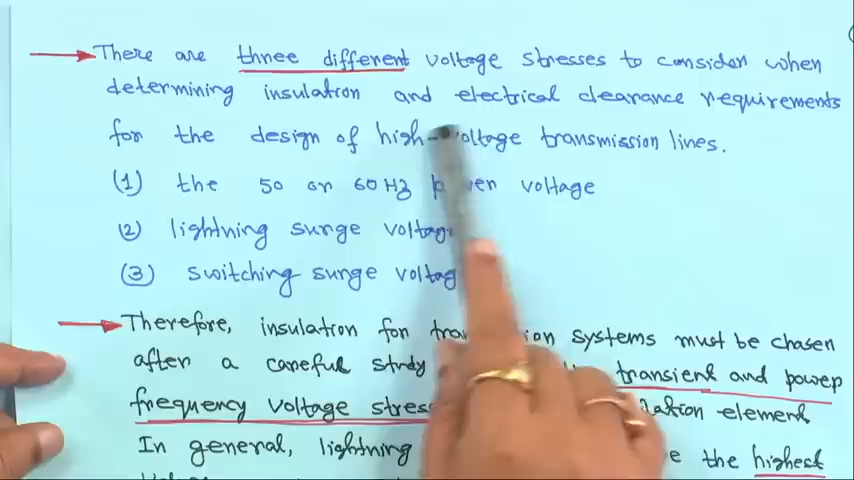 There are three different voltage stresses to consider when
determining insulation and electrical clearance requirements
for the design of high-voltage transmission lines.
(1) the 50 or 60 Hz voltage
(2) lightning surge
(3) switching surge
Therefore, insulation for systems must be chosen
after a careful study transient and power
frequency voltage element
In general, lightning the highest